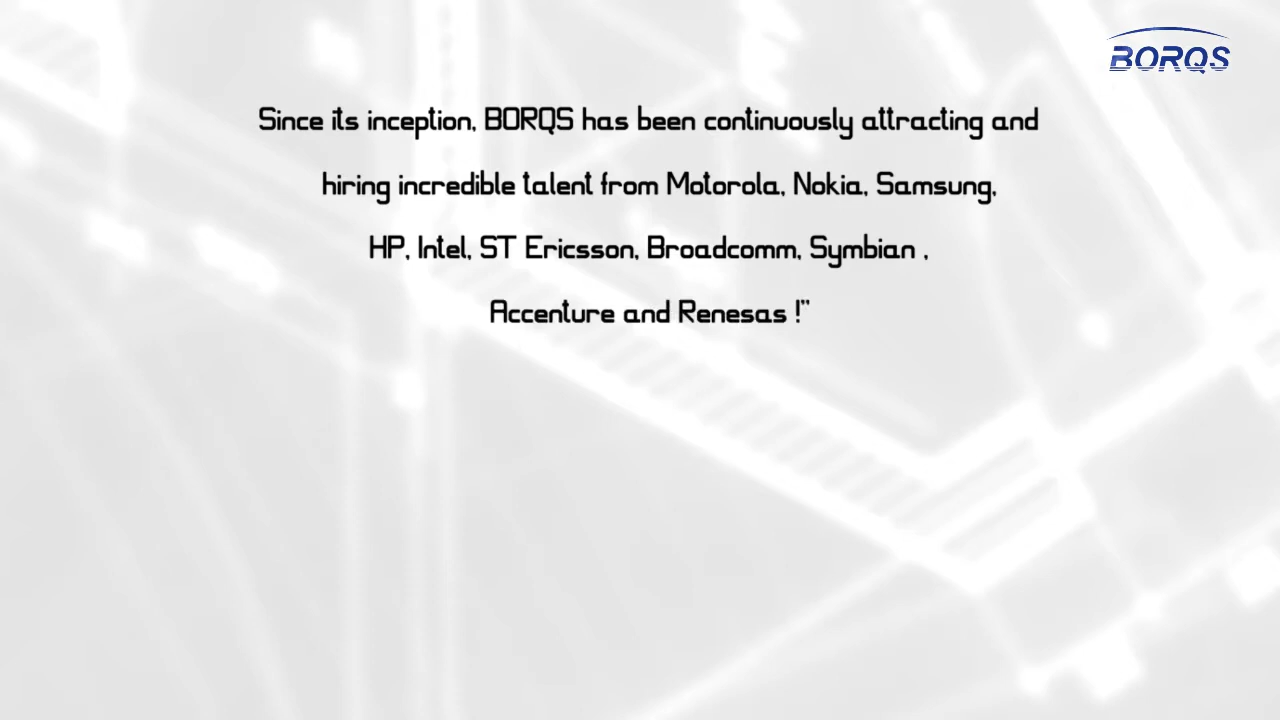 BORQS
Since its inception, BORQS has been continuously attracting and
hiring incredible talent from Motorola, Nokia, Samsung,
HP, Intel, ST Ericsson, Broadcomm, Symbian ,
Accenture and Renesas !"